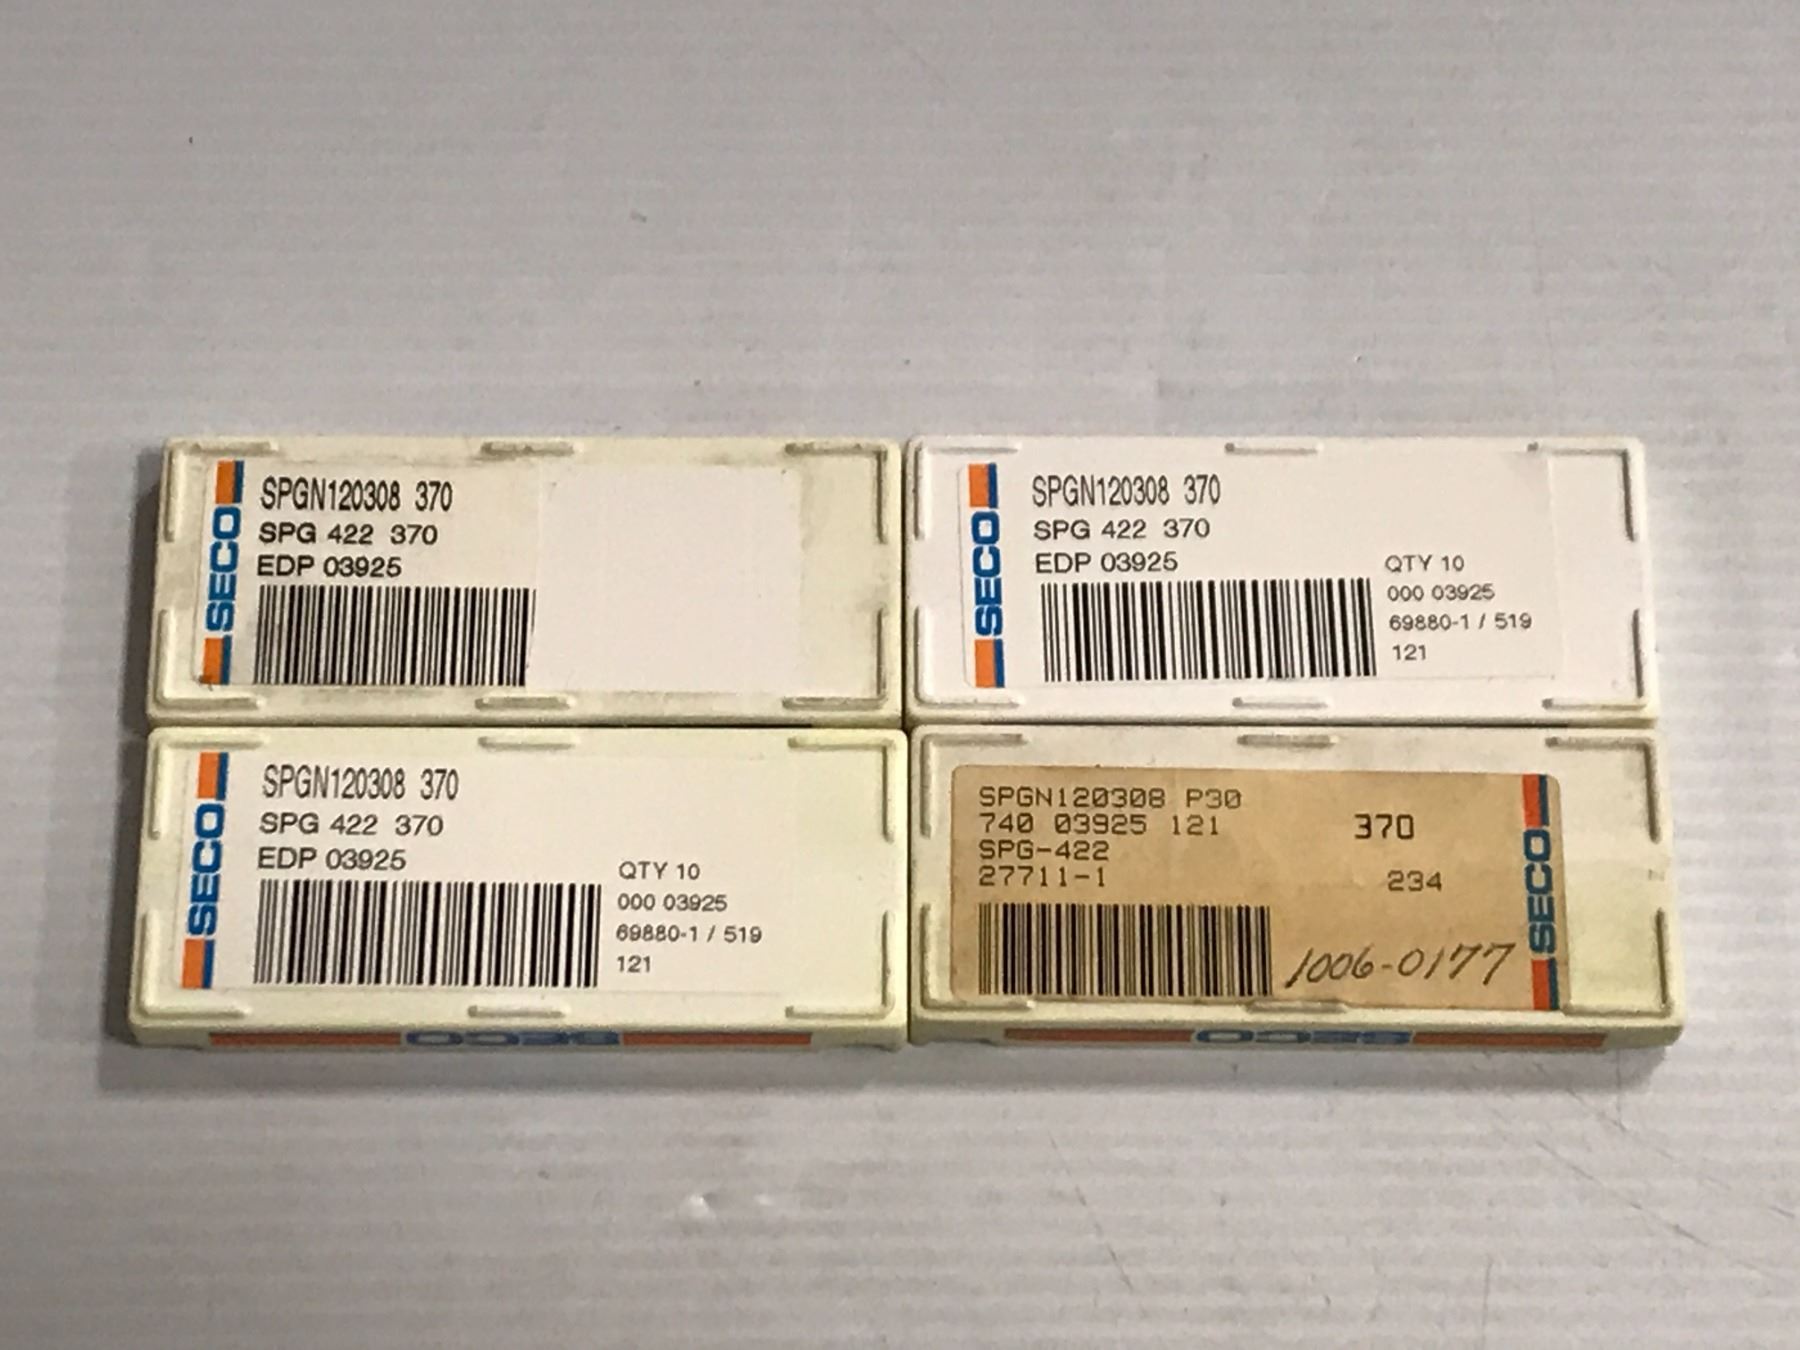 SECO
SPGN120308 370
SPG 422 370
EDP 03925
SECO
SPGN120308 370
SPG 422 370
EDP 03925
QTY 10
000 03925
69880-1 / 519
121
SECO
SPGN120308 370
SPG 422 370
EDP 03925
QTY 10
000 03925
69880-1 / 519
121
SECO
SPGN120308 P30
740 03925 121
370
SPG-422
27711-1
234
1006-0177
SECO
SECO